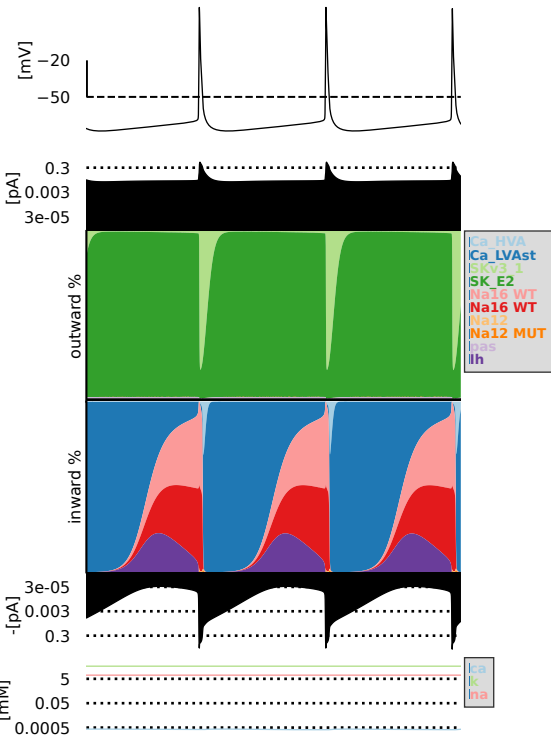 [mV]
−20
−50
[pA]
0.3
0.003
3e-05
outward %
Ca_HVA
Ca_LVAst
SKv3_1
SK_E2
Na16 WT
Na16 WT
Na12
Na12 MUT
pas
Ih
inward %
-[pA]
3e-05
0.003
0.3
[mM]
5
0.05
0.0005
ca
k
na